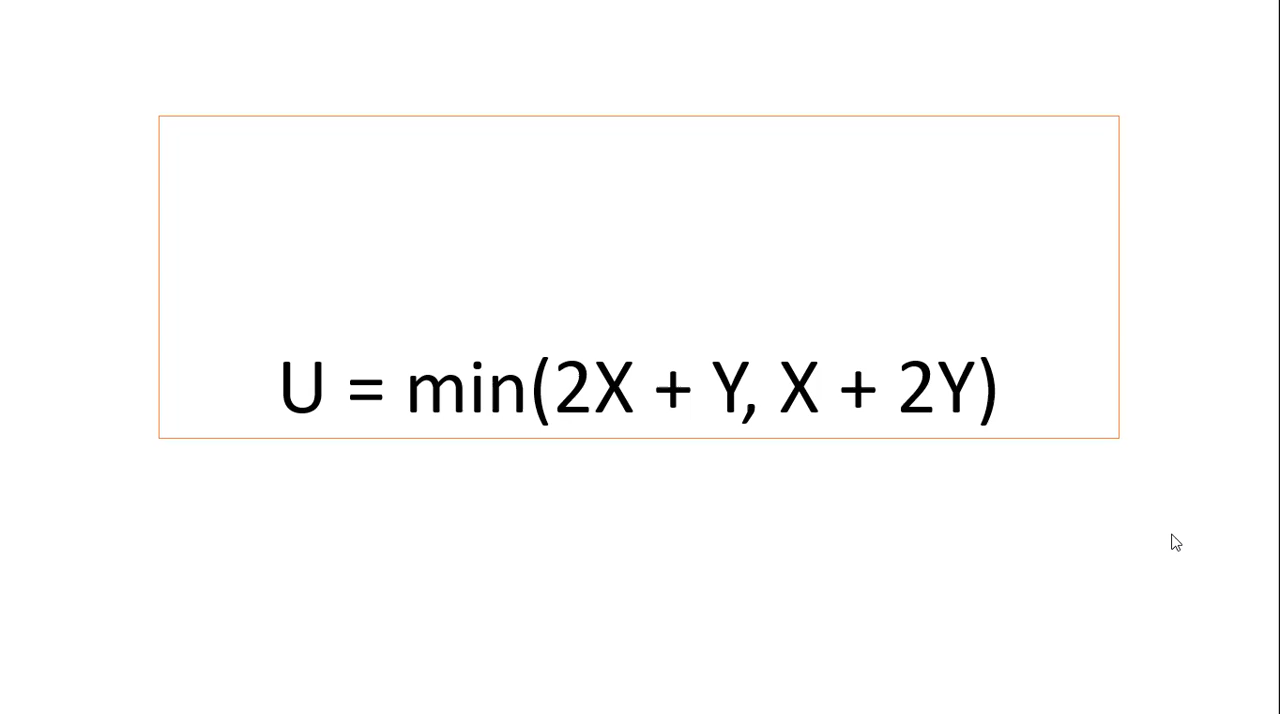 U = min(2X + Y, X + 2Y)